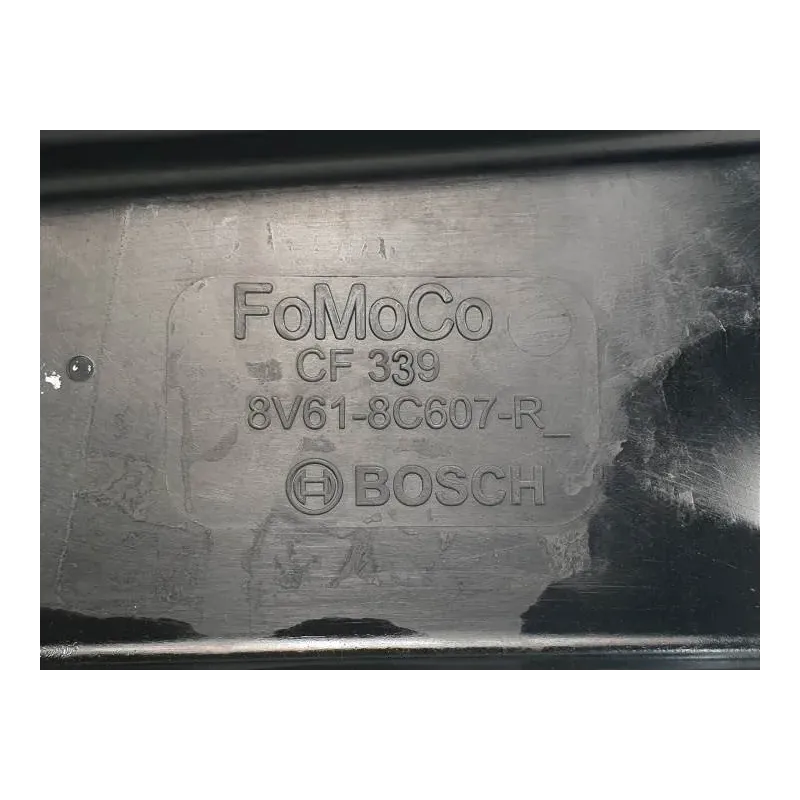 FoMoCo
CF 339
8V61-8C607-R_
BOSCH